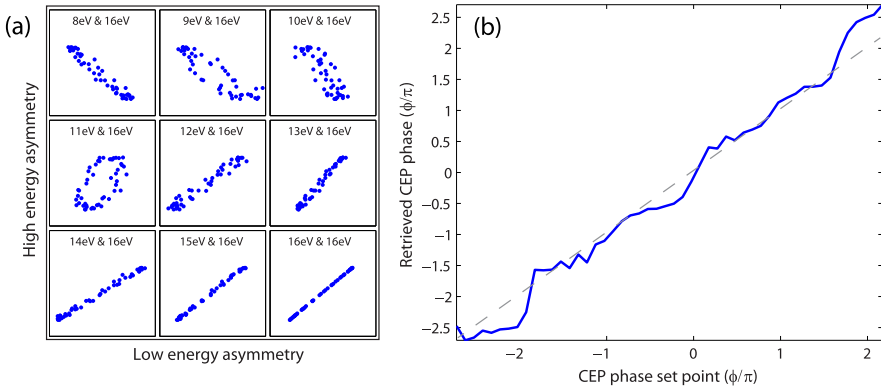 (a)
8eV & 16eV
9eV & 16eV
10eV & 16eV
11eV & 16eV
12eV & 16eV
13eV & 16eV
14eV & 16eV
15eV & 16eV
16eV & 16eV
High energy asymmetry
Low energy asymmetry
(b)
Retrieved CEP phase (ϕ/π)
2.5
2
1.5
1
0.5
0
−0.5
−1
−1.5
−2
−2.5
−2
−1
0
1
2
CEP phase set point (ϕ/π)